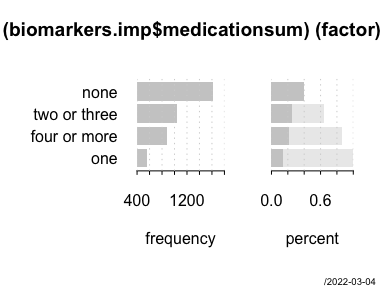 (biomarkers.imp$medicationsum) (factor)
none
two or three
four or more
one
400 1200 0.0 0.6
frequency percent
/2022-03-04